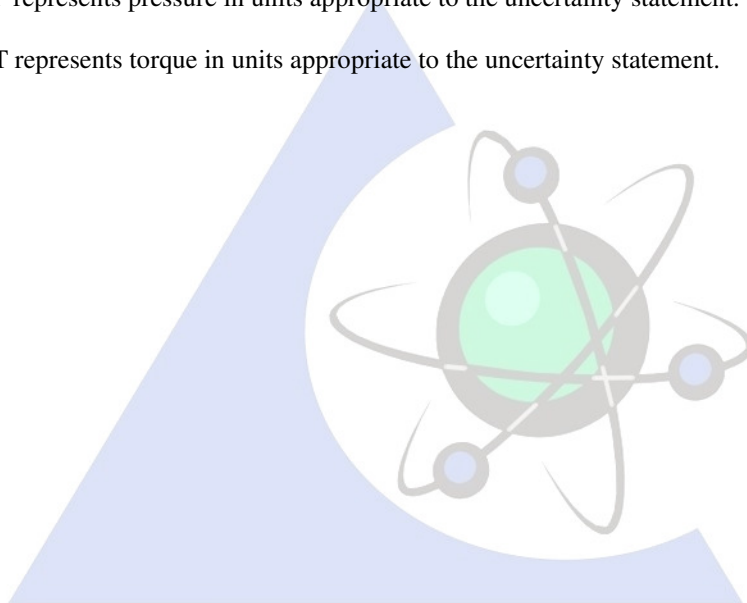 represents pressure in units appropriate to the uncertainty statement.
T represents torque in units appropriate to the uncertainty statement.